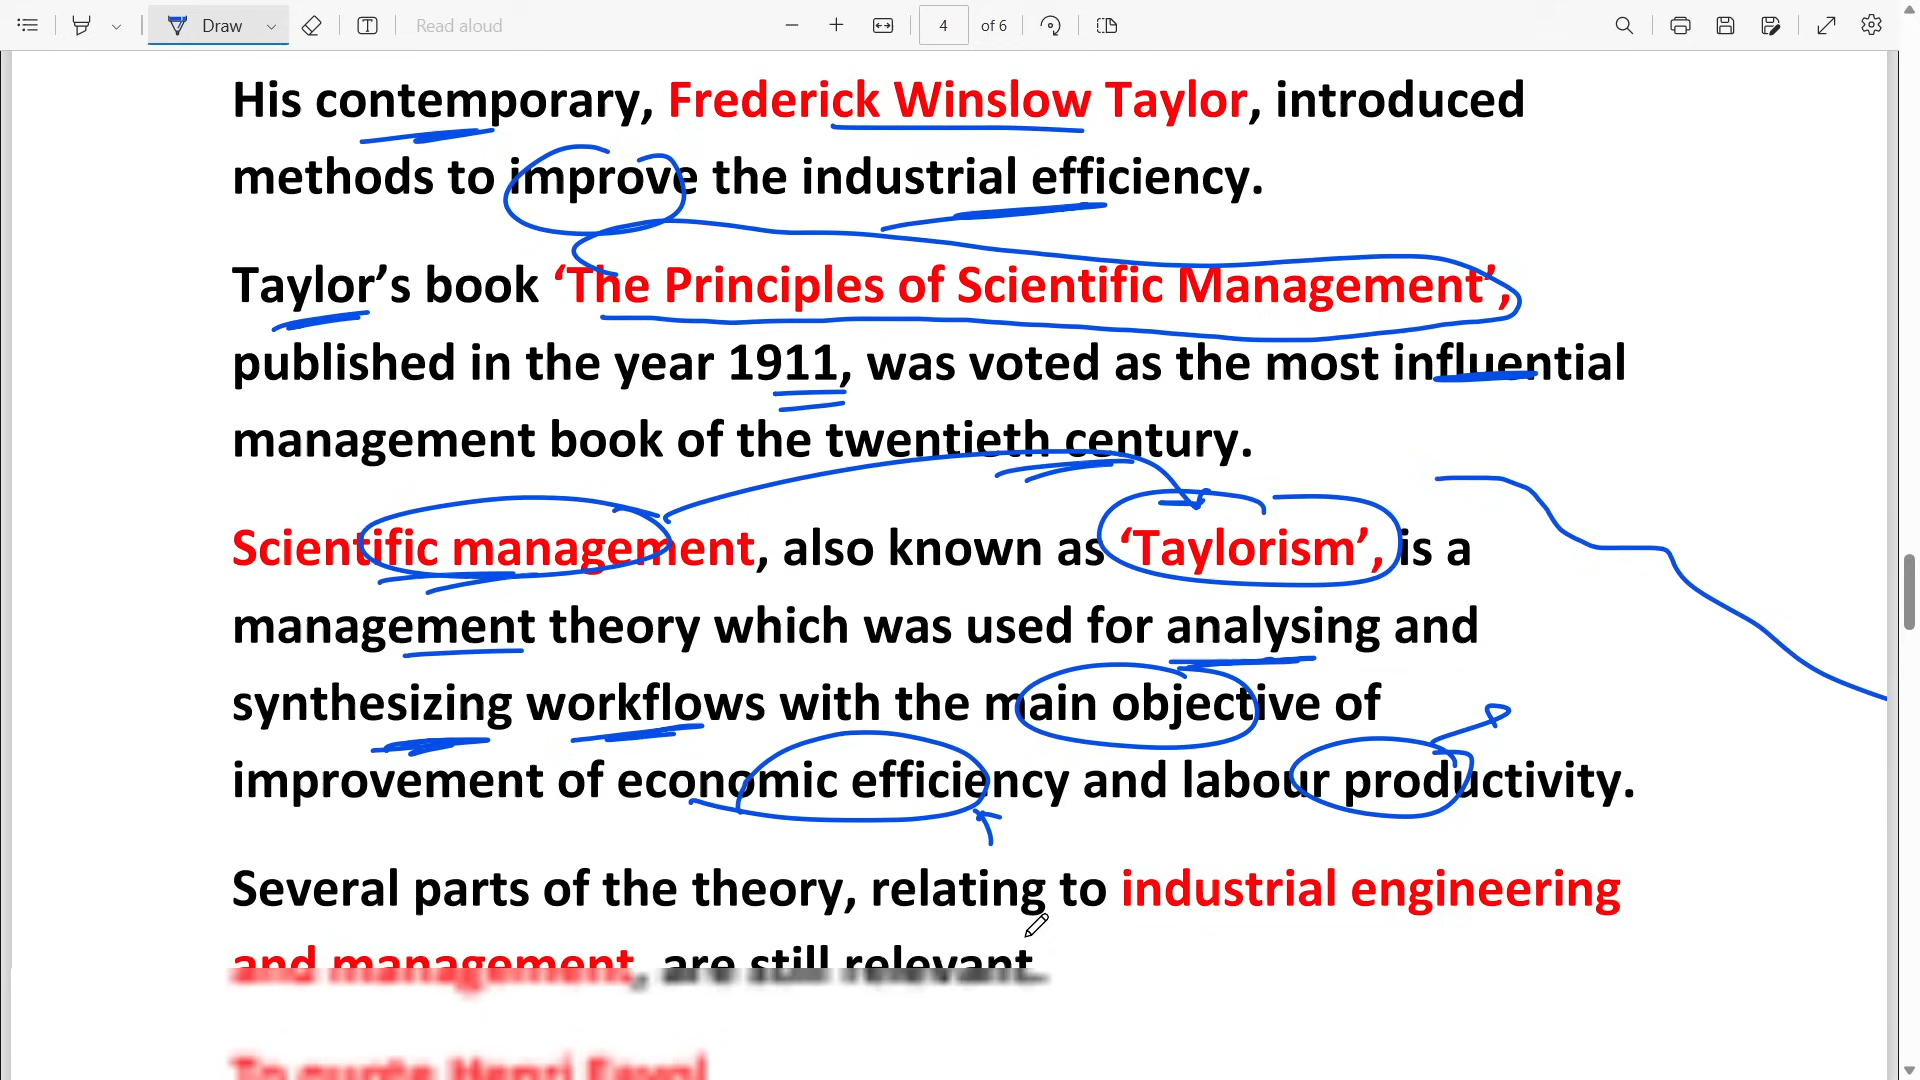 Draw
Read aloud
4 of 6
His contemporary, Frederick Winslow Taylor, introduced
methods to improve the industrial efficiency.
Taylor’s book ‘The Principles of Scientific Management’,
published in the year 1911, was voted as the most influential
management book of the twentieth century.
Scientific management, also known as ‘Taylorism’, is a
management theory which was used for analysing and
synthesizing workflows with the main objective of
improvement of economic efficiency and labour productivity.
Several parts of the theory, relating to industrial engineering
and management, are still relevant.
To quote Henri Fayol